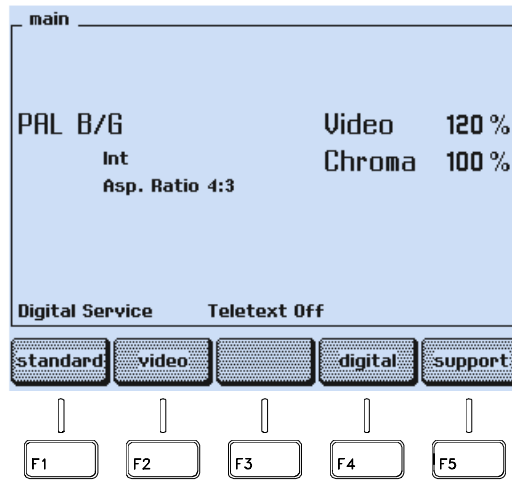 main
PAL B/G Video 120 %
Int Chroma 100 %
Asp. Ratio 4:3
Digital Service Teletext Off
standard video digital support
F1 F2 F3 F4 F5